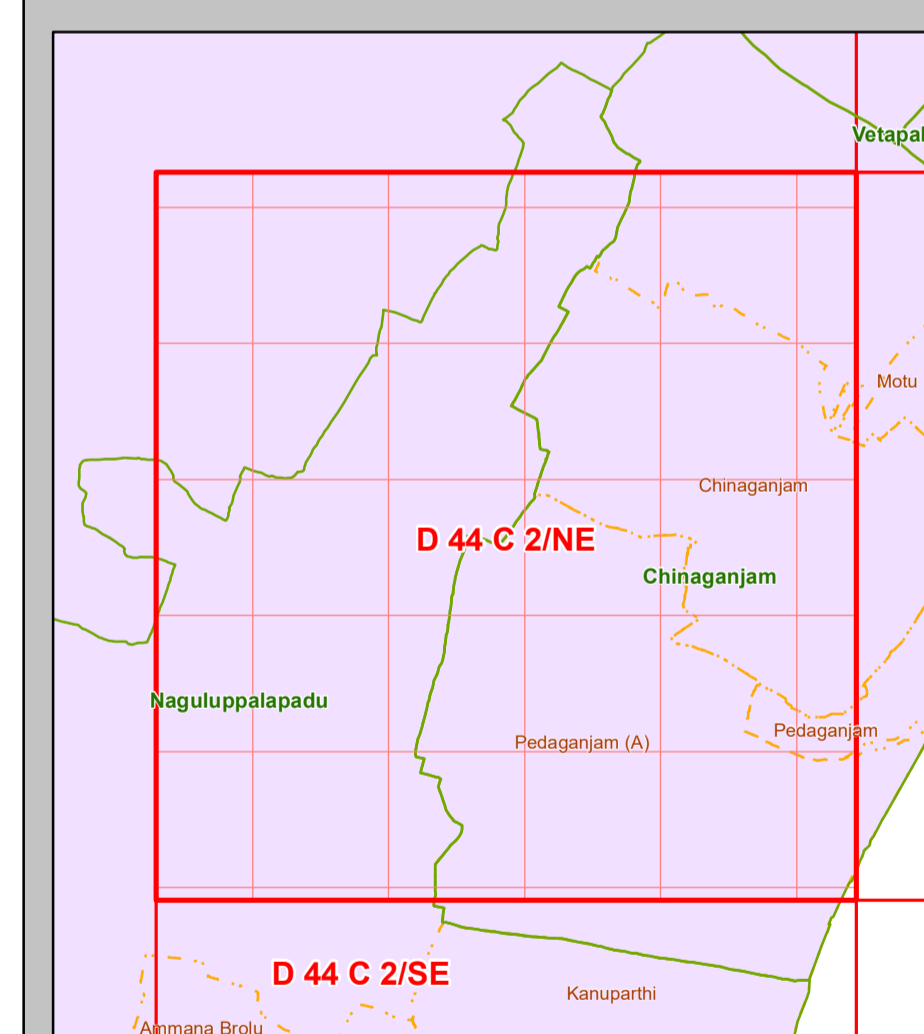 Vetapal
Motu
Chinaganjam
D 44 C 2/NE
Chinaganjam
Naguluppalapadu
Pedaganjam
Pedaganjam (A)
D 44 C 2/SE
Kanuparthi
Ammana Brolu